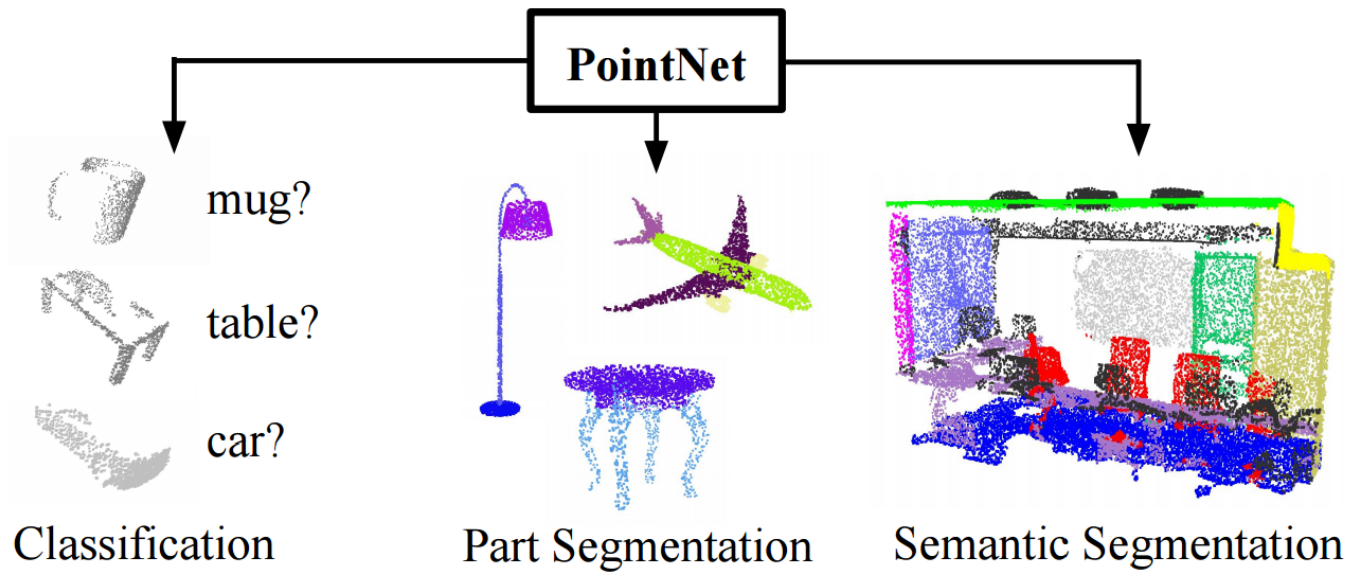 PointNet
mug?
table?
car?
Classification
Part Segmentation
Semantic Segmentation